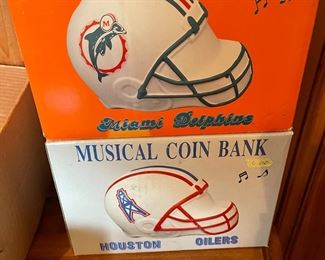 M
Miami Dolphins
MUSICAL COIN BANK
HOUSTON OILERS